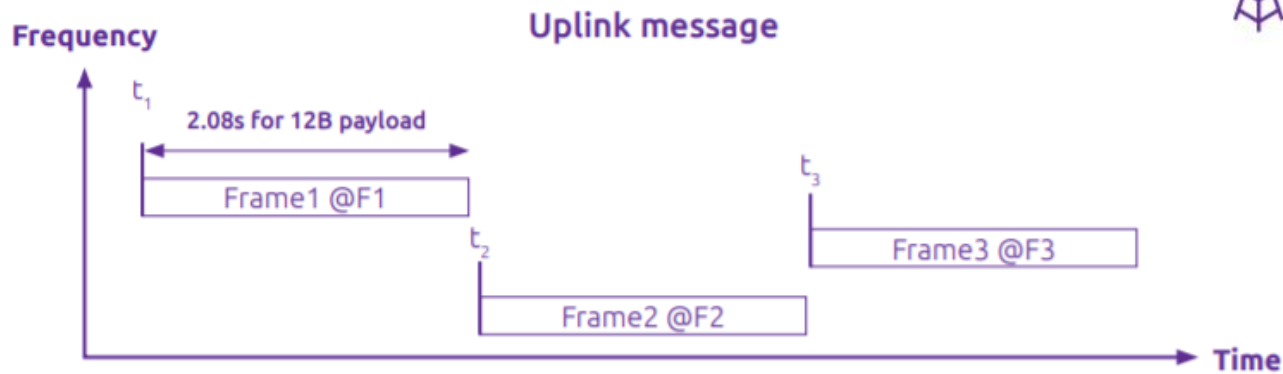 Uplink message
Frequency
t₁
2.08s for 12B payload
Frame1 @F1
t₂
Frame2 @F2
t₃
Frame3 @F3
Time